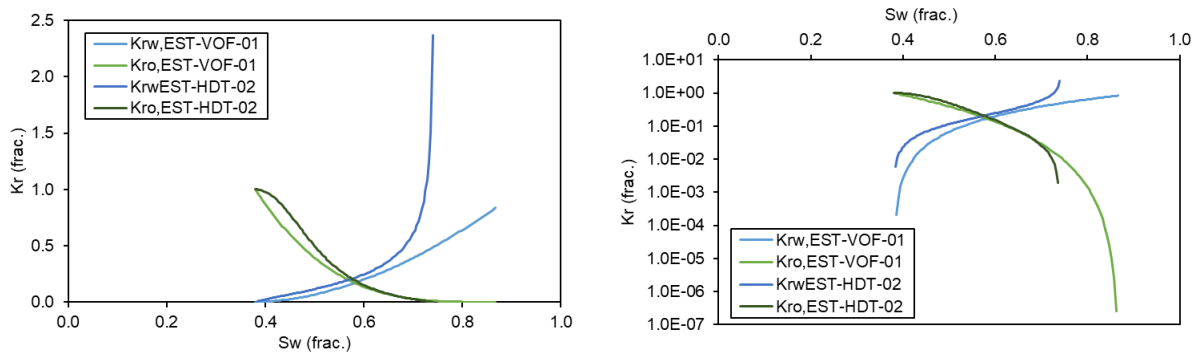 2.5
2.0
1.5
1.0
0.5
0.0
Kr (frac.)
Krw,EST-VOF-01
Kro,EST-VOF-01
KrwEST-HDT-02
Kro,EST-HDT-02
0.0 0.2 0.4 0.6 0.8 1.0
Sw (frac.)
Sw (frac.)
0.0 0.2 0.4 0.6 0.8 1.0
1.0E+01
1.0E+00
1.0E-01
1.0E-02
1.0E-03
1.0E-04
1.0E-05
1.0E-06
1.0E-07
Kr (frac.)
Krw,EST-VOF-01
Kro,EST-VOF-01
KrwEST-HDT-02
Kro,EST-HDT-02